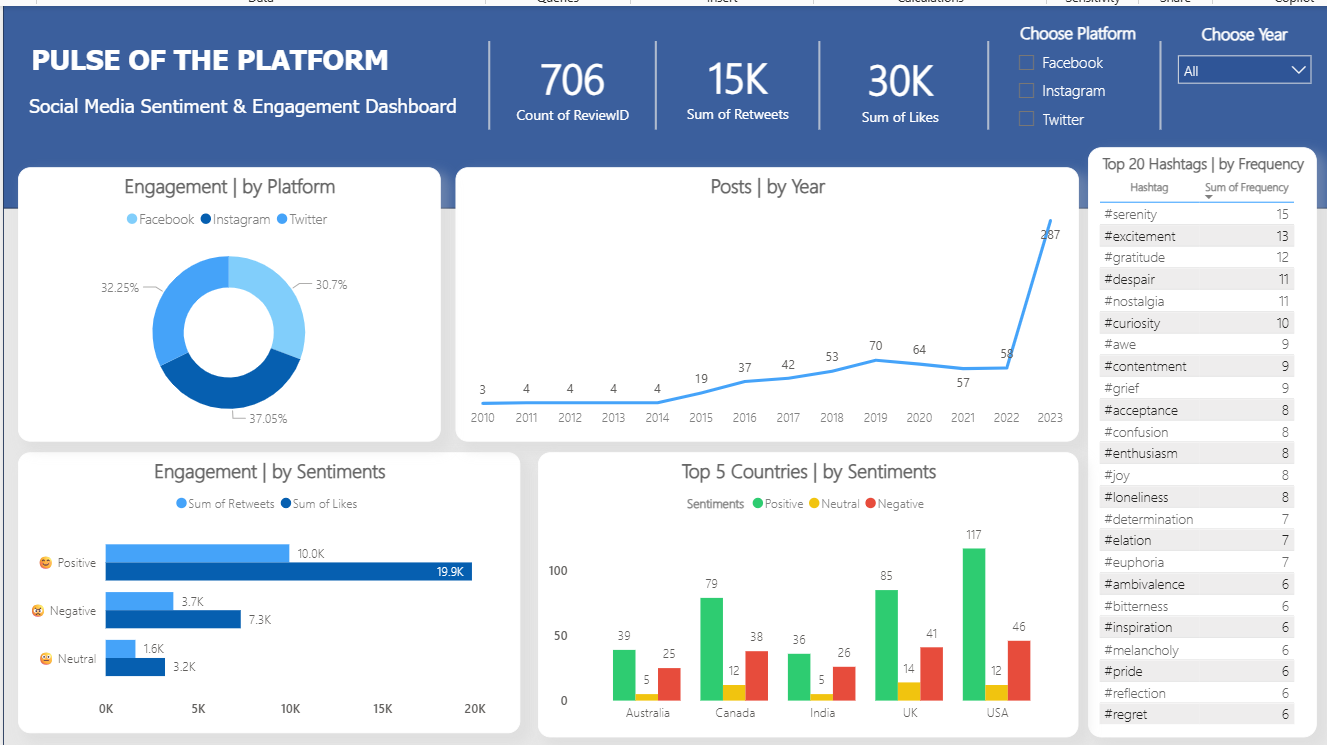 PULSE OF THE PLATFORM
Social Media Sentiment & Engagement Dashboard
706
Count of ReviewID
15K
Sum of Retweets
30K
Sum of Likes
Choose Platform
Facebook
Instagram
Twitter
Choose Year
All
Engagement | by Platform
Facebook Instagram Twitter
32.25%
30.7%
37.05%
Posts | by Year
3 4 4 4 4 19 37 42 53 70 64 57 58 287
2010 2011 2012 2013 2014 2015 2016 2017 2018 2019 2020 2021 2022 2023
Top 20 Hashtags | by Frequency
Hashtag Sum of Frequency
#serenity 15
#excitement 13
#gratitude 12
#despair 11
#nostalgia 11
#curiosity 10
#awe 9
#contentment 9
#grief 9
#acceptance 8
#confusion 8
#enthusiasm 8
#joy 8
#loneliness 8
#determination 7
#elation 7
#euphoria 7
#ambivalence 6
#bitterness 6
#inspiration 6
#melancholy 6
#pride 6
#reflection 6
#regret 6
Engagement | by Sentiments
Sum of Retweets Sum of Likes
Positive 10.0K
19.9K
Negative 3.7K
7.3K
Neutral 1.6K
3.2K
0K 5K 10K 15K 20K
Top 5 Countries | by Sentiments
Sentiments Positive Neutral Negative
100
50
0
39 5 25
79 12 38
36 5 26
85 14 41
117 12 46
Australia Canada India UK USA